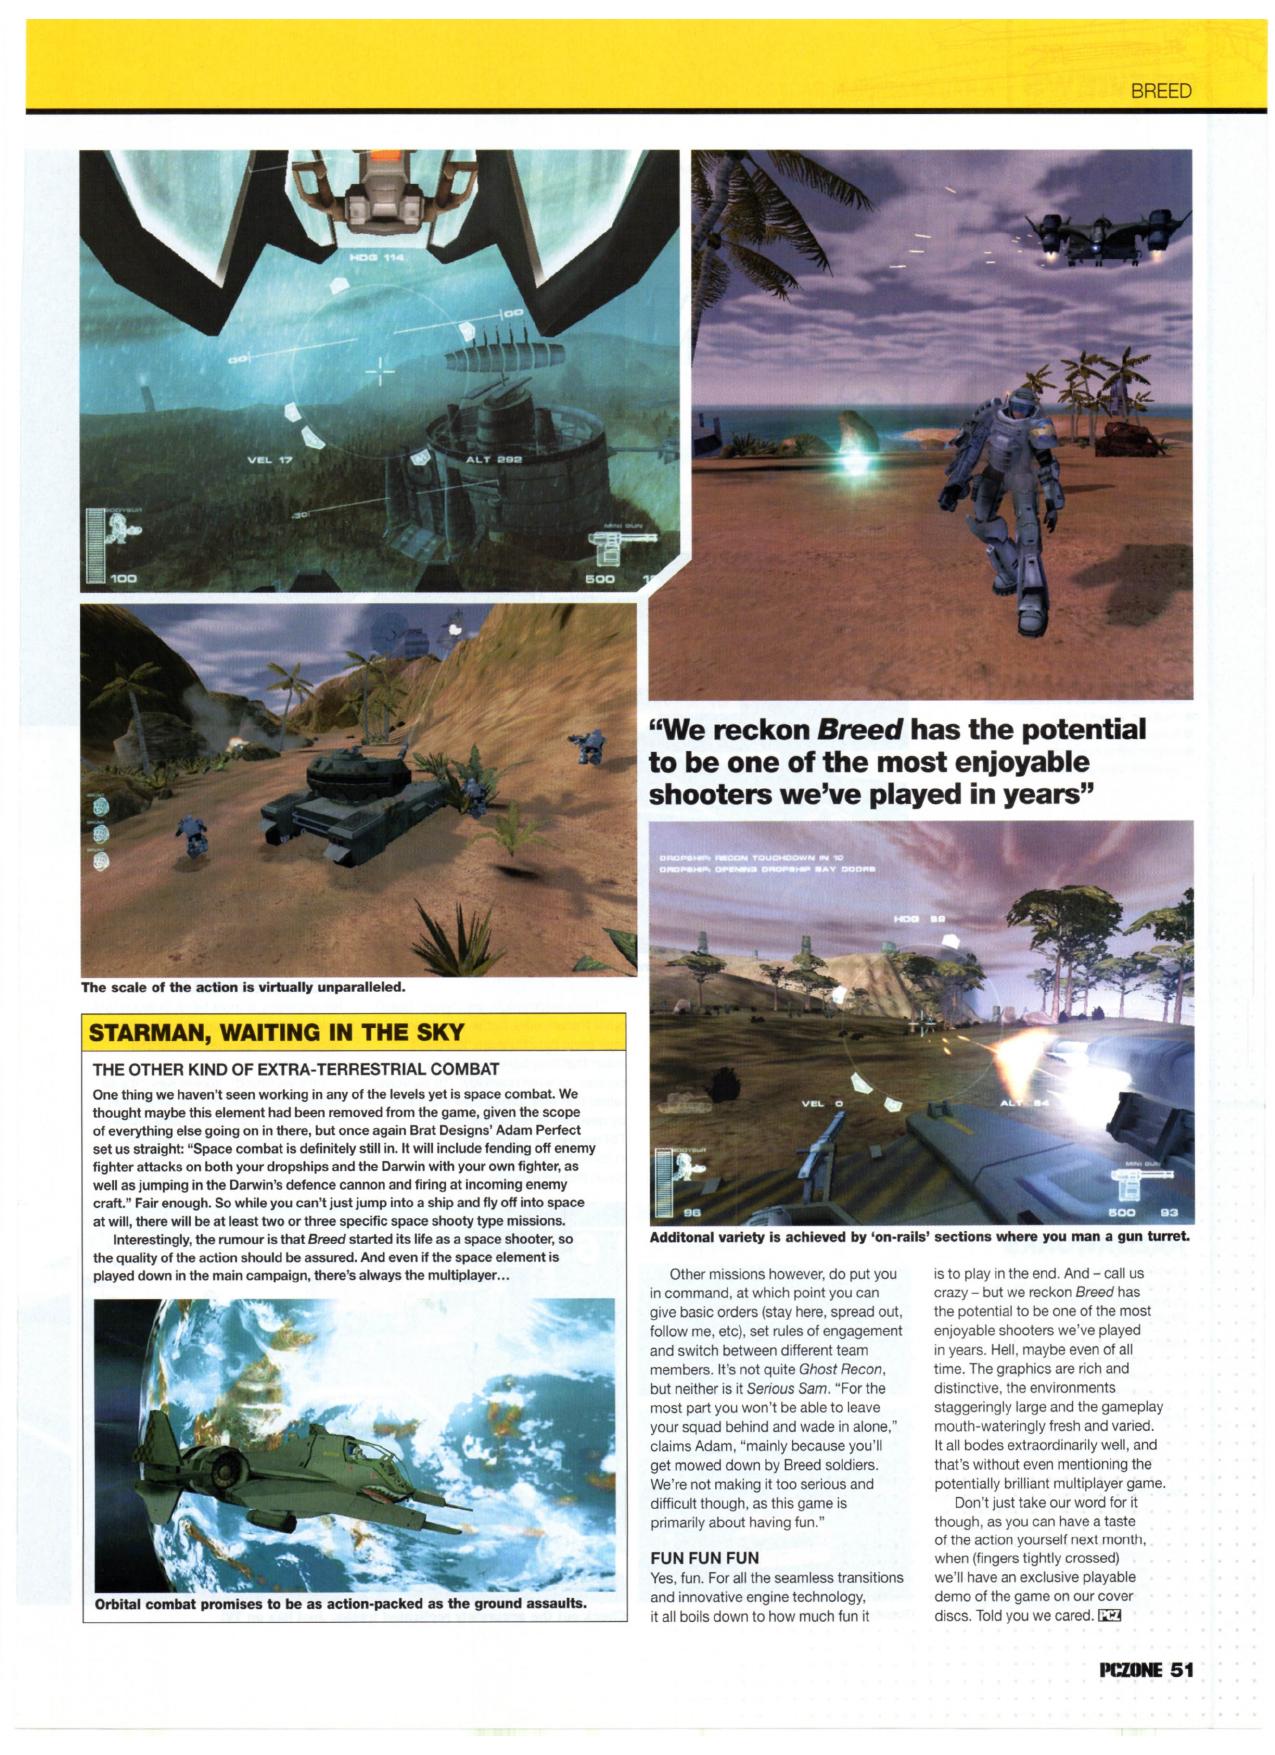 BREED
HDG 114
00
00
VEL 17
ALT 292
30
BODYSUIT
MINI GUN
100
500
"We reckon Breed has the potential
to be one of the most enjoyable
shooters we've played in years"
The scale of the action is virtually unparalleled.
DROPSHIP: RECON TOUCHDOWN IN 10
DROPSHIP: OPENING DROPSHIP BAY DOORS
HDG 59
VEL 0
BODYSUIT
MINI GUN
96
500 93
Additonal variety is achieved by 'on-rails' sections where you man a gun turret.
STARMAN, WAITING IN THE SKY
THE OTHER KIND OF EXTRA-TERRESTRIAL COMBAT
One thing we haven't seen working in any of the levels yet is space combat. We
thought maybe this element had been removed from the game, given the scope
of everything else going on in there, but once again Brat Designs' Adam Perfect
set us straight: "Space combat is definitely still in. It will include fending off enemy
fighter attacks on both your dropships and the Darwin with your own fighter, as
well as jumping in the Darwin's defence cannon and firing at incoming enemy
craft." Fair enough. So while you can't just jump into a ship and fly off into space
at will, there will be at least two or three specific space shooty type missions.
Interestingly, the rumour is that Breed started its life as a space shooter, so
the quality of the action should be assured. And even if the space element is
played down in the main campaign, there's always the multiplayer...
Orbital combat promises to be as action-packed as the ground assaults.
Other missions however, do put you
in command, at which point you can
give basic orders (stay here, spread out,
follow me, etc), set rules of engagement
and switch between different team
members. It's not quite Ghost Recon,
but neither is it Serious Sam. "For the
most part you won't be able to leave
your squad behind and wade in alone,"
claims Adam, "mainly because you'll
get mowed down by Breed soldiers.
We're not making it too serious and
difficult though, as this game is
primarily about having fun."
FUN FUN FUN
Yes, fun. For all the seamless transitions
and innovative engine technology,
it all boils down to how much fun it
is to play in the end. And – call us
crazy – but we reckon Breed has
the potential to be one of the most
enjoyable shooters we've played
in years. Hell, maybe even of all
time. The graphics are rich and
distinctive, the environments
staggeringly large and the gameplay
mouth-wateringly fresh and varied.
It all bodes extraordinarily well, and
that's without even mentioning the
potentially brilliant multiplayer game.
Don't just take our word for it
though, as you can have a taste
of the action yourself next month,
when (fingers tightly crossed)
we'll have an exclusive playable
demo of the game on our cover
discs. Told you we cared. PCZ
PCZONE 51